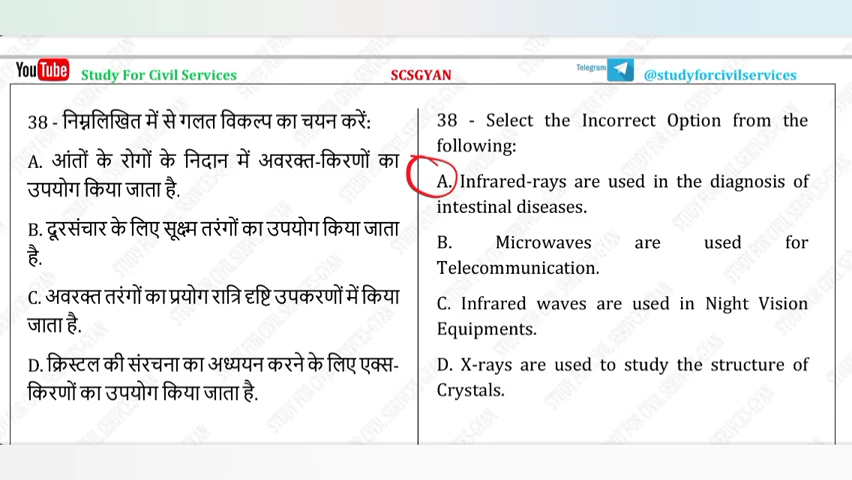 YouTube Study For Civil Services SCSGYAN Telegram @studyforcivilservices
38 - निम्नलिखित में से गलत विकल्प का चयन करें:
A. आंतों के रोगों के निदान में अवरक्त-किरणों का
उपयोग किया जाता है.
B. दूरसंचार के लिए सूक्ष्म तरंगों का उपयोग किया जाता
है.
C. अवरक्त तरंगों का प्रयोग रात्रि दृष्टि उपकरणों में किया
जाता है.
D. क्रिस्टल की संरचना का अध्ययन करने के लिए एक्स-
किरणों का उपयोग किया जाता है.
38 - Select the Incorrect Option from the
following:
A. Infrared-rays are used in the diagnosis of
intestinal diseases.
B. Microwaves are used for
Telecommunication.
C. Infrared waves are used in Night Vision
Equipments.
D. X-rays are used to study the structure of
Crystals.